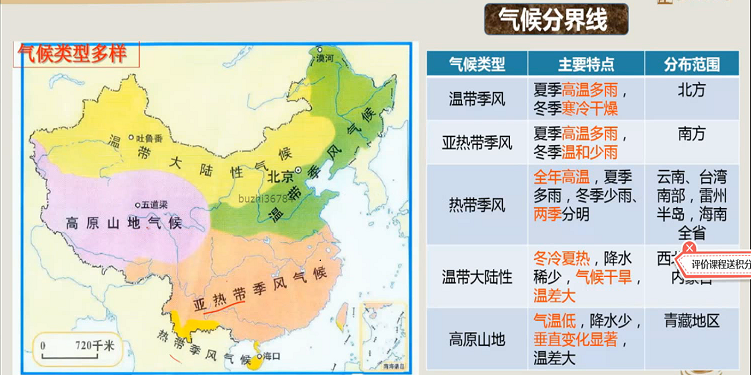 气候分界线
气候类型多样
漠河
吐鲁番
温带大陆性气候
北京
温带季风气候
buzhi3678
五道梁
高原山地气候
亚热带季风气候
热带季风气候
海口
0 720千米
南海诸岛
气候类型 主要特点 分布范围
温带季风
夏季高温多雨，
冬季寒冷干燥
北方
亚热带季风
夏季高温多雨，
冬季温和少雨
南方
热带季风
全年高温，夏季
多雨，冬季少雨、
两季分明
云南、台湾
南部，雷州
半岛，海南
全省
温带大陆性
冬冷夏热，降水
稀少，气候干旱，
温差大
西
内蒙古
评价课程送积分
高原山地
气温低，降水少，
垂直变化显著，
温差大
青藏地区